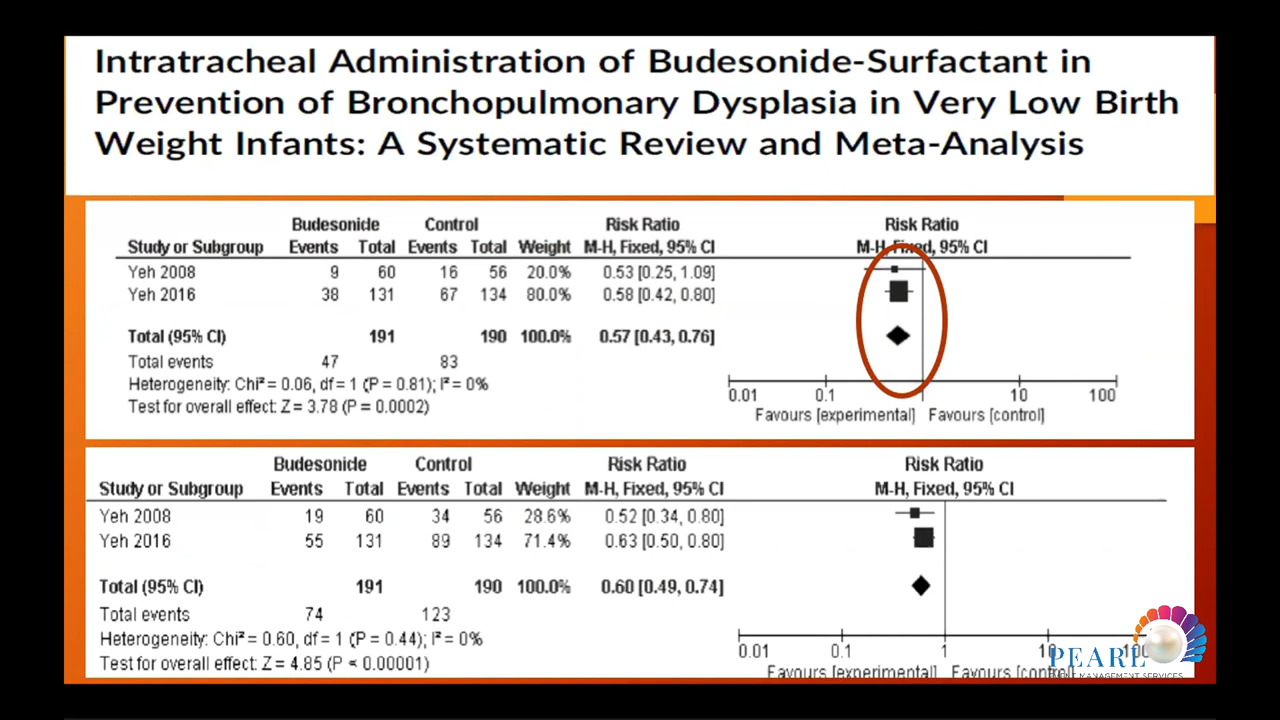 Intratracheal Administration of Budesonide-Surfactant in
Prevention of Bronchopulmonary Dysplasia in Very Low Birth
Weight Infants: A Systematic Review and Meta-Analysis
Budesonide Control Risk Ratio Risk Ratio
Study or Subgroup Events Total Events Total Weight M-H, Fixed, 95% CI M-H, Fixed, 95% CI
Yeh 2008 9 60 16 56 20.0% 0.53 [0.25, 1.09]
Yeh 2016 38 131 67 134 80.0% 0.58 [0.42, 0.80]
Total (95% CI) 191 190 100.0% 0.57 [0.43, 0.76]
Total events 47 83
Heterogeneity: Chi² = 0.06, df = 1 (P = 0.81); I² = 0%
Test for overall effect: Z = 3.78 (P = 0.0002)
0.01 0.1 10 100
Favours [experimental] Favours [control]
Budesonide Control Risk Ratio Risk Ratio
Study or Subgroup Events Total Events Total Weight M-H, Fixed, 95% CI M-H, Fixed, 95% CI
Yeh 2008 19 60 34 56 28.6% 0.52 [0.34, 0.80]
Yeh 2016 55 131 89 134 71.4% 0.63 [0.50, 0.80]
Total (95% CI) 191 190 100.0% 0.60 [0.49, 0.74]
Total events 74 123
Heterogeneity: Chi² = 0.60, df = 1 (P = 0.44); I² = 0%
Test for overall effect: Z = 4.85 (P < 0.00001)
0.01 0.1 1 10 100
Favours [experimental] Favours [control]
PEARL
MANAGEMENT SERVICES